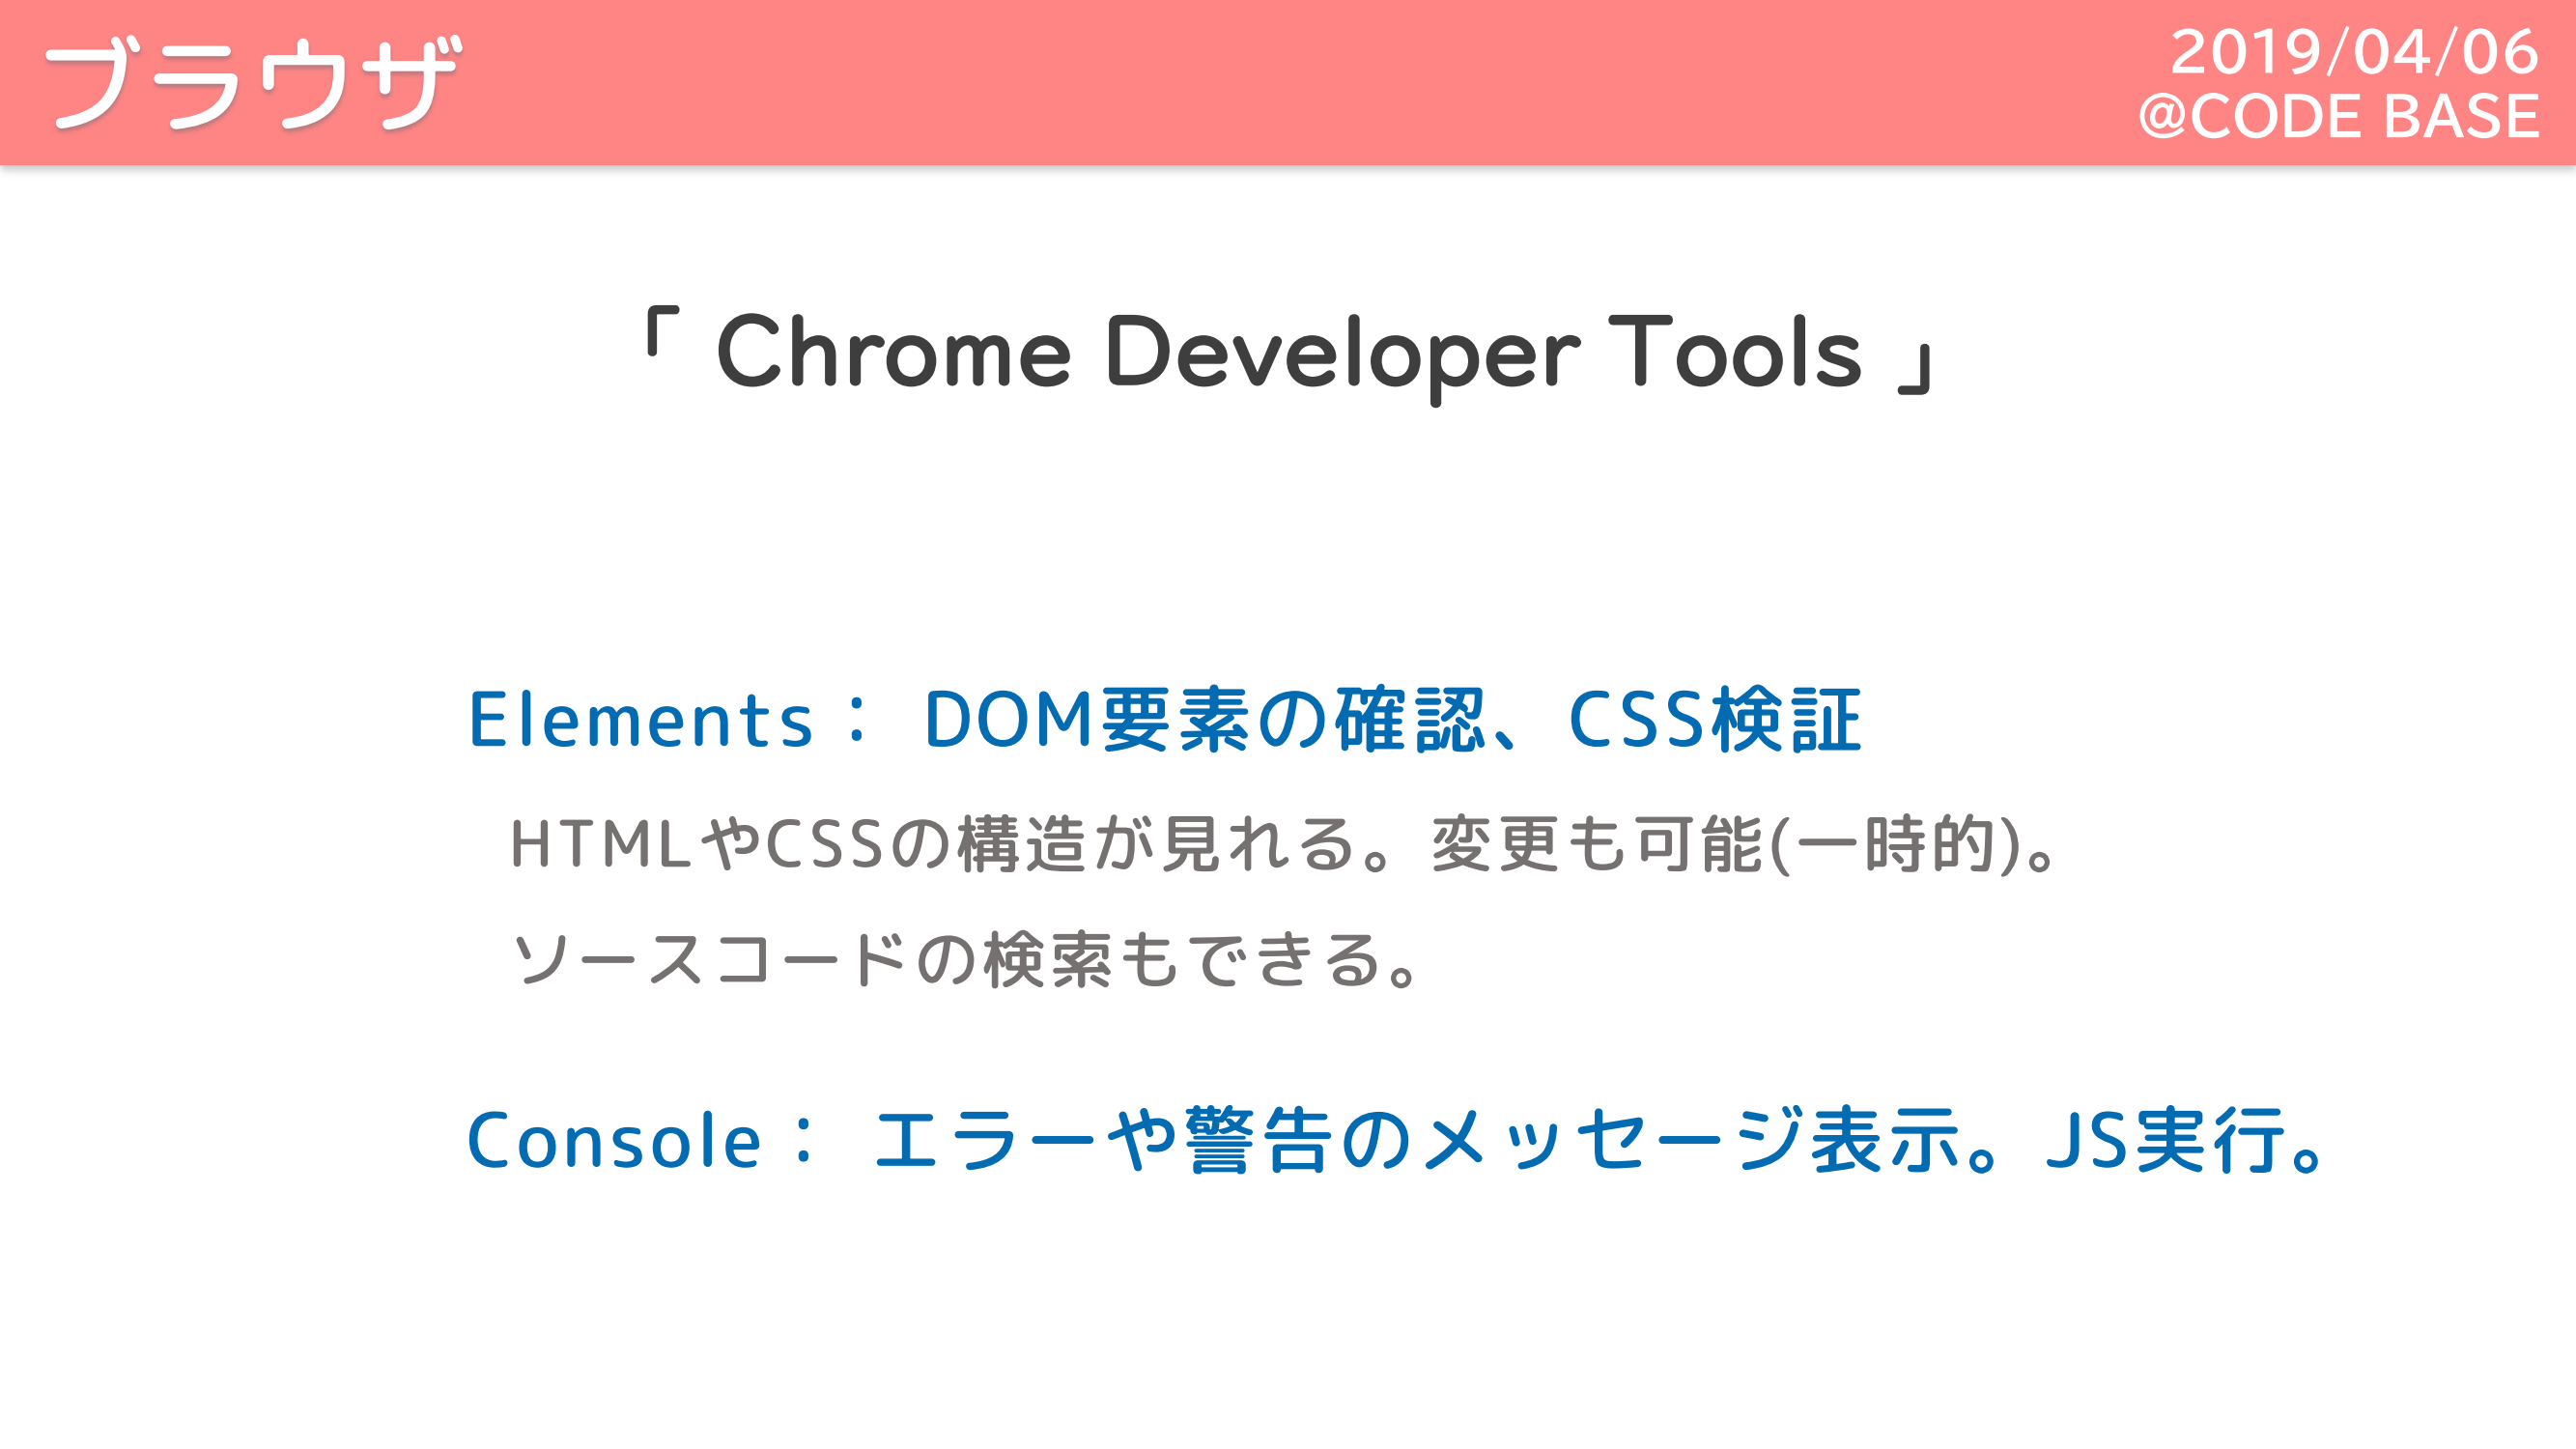 ブラウザ
2019/04/06
@CODE BASE
「 Chrome Developer Tools 」
Elements： DOM要素の確認、CSS検証
HTMLやCSSの構造が見れる。変更も可能(一時的)。
ソースコードの検索もできる。
Console： エラーや警告のメッセージ表示。JS実行。